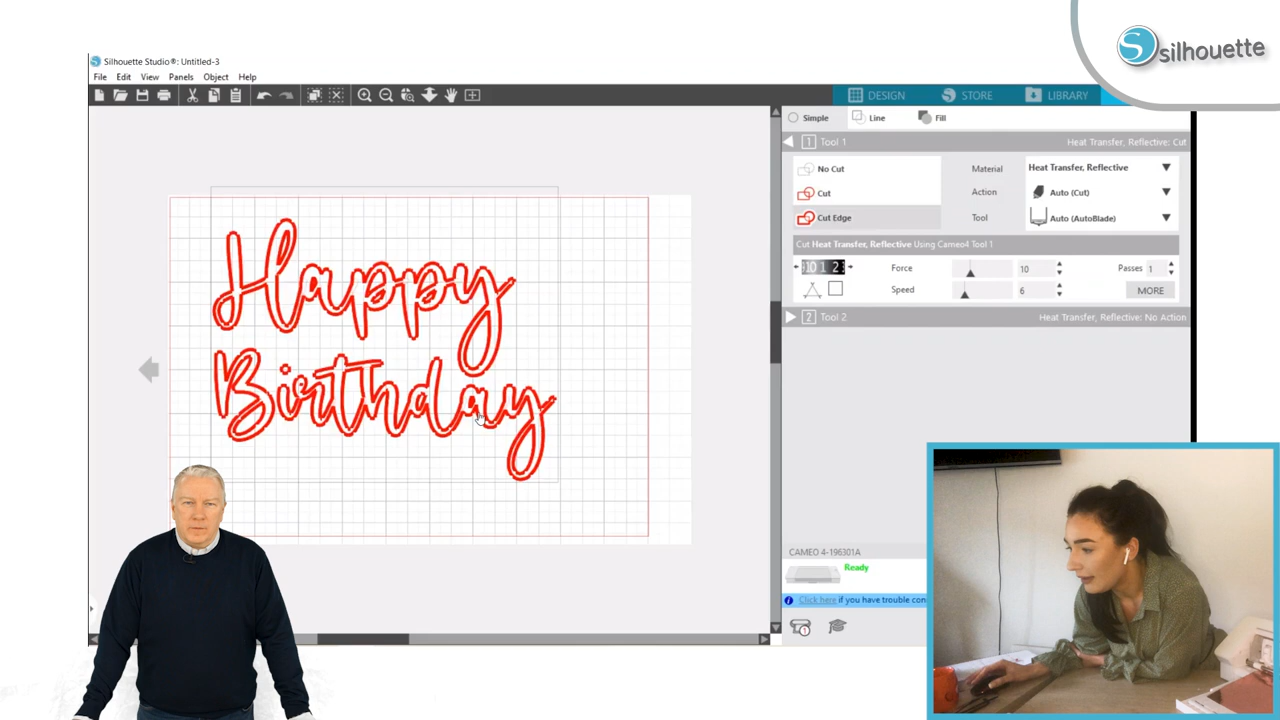 silhouette
Silhouette Studio®: Untitled-3
File Edit View Panels Object Help
DESIGN STORE LIBRARY
Simple Line Fill
1 Tool 1 Heat Transfer, Reflective: Cut
No Cut Material Heat Transfer, Reflective
Cut Action Auto (Cut)
Cut Edge Tool Auto (AutoBlade)
Cut Heat Transfer, Reflective Using Cameo4 Tool 1
Force 10 Passes 1
Speed 6 MORE
2 Tool 2 Heat Transfer, Reflective: No Action
Happy
Birthday
CAMEO 4-196301A
Ready
Click here if you have trouble con